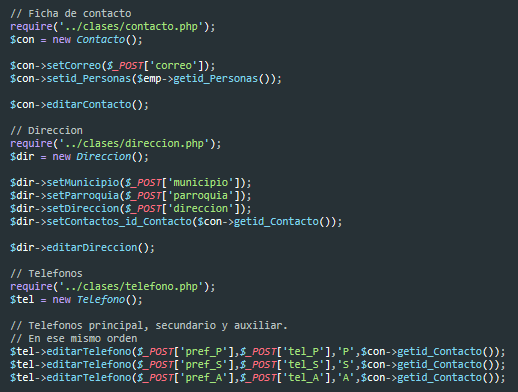 // Ficha de contacto
require('../clases/contacto.php');
$con = new Contacto();
$con->setCorreo($_POST['correo']);
$con->setid_Personas($emp->getid_Personas());
$con->editarContacto();
// Direccion
require('../clases/direccion.php');
$dir = new Direccion();
$dir->setMunicipio($_POST['municipio']);
$dir->setParroquia($_POST['parroquia']);
$dir->setDireccion($_POST['direccion']);
$dir->setContactos_id_Contacto($con->getid_Contacto());
$dir->editarDireccion();
// Telefonos
require('../clases/telefono.php');
$tel = new Telefono();
// Telefonos principal, secundario y auxiliar.
// En ese mismo orden
$tel->editarTelefono($_POST['pref_P'],$_POST['tel_P'],'P',$con->getid_Contacto());
$tel->editarTelefono($_POST['pref_S'],$_POST['tel_S'],'S',$con->getid_Contacto());
$tel->editarTelefono($_POST['pref_A'],$_POST['tel_A'],'A',$con->getid_Contacto());